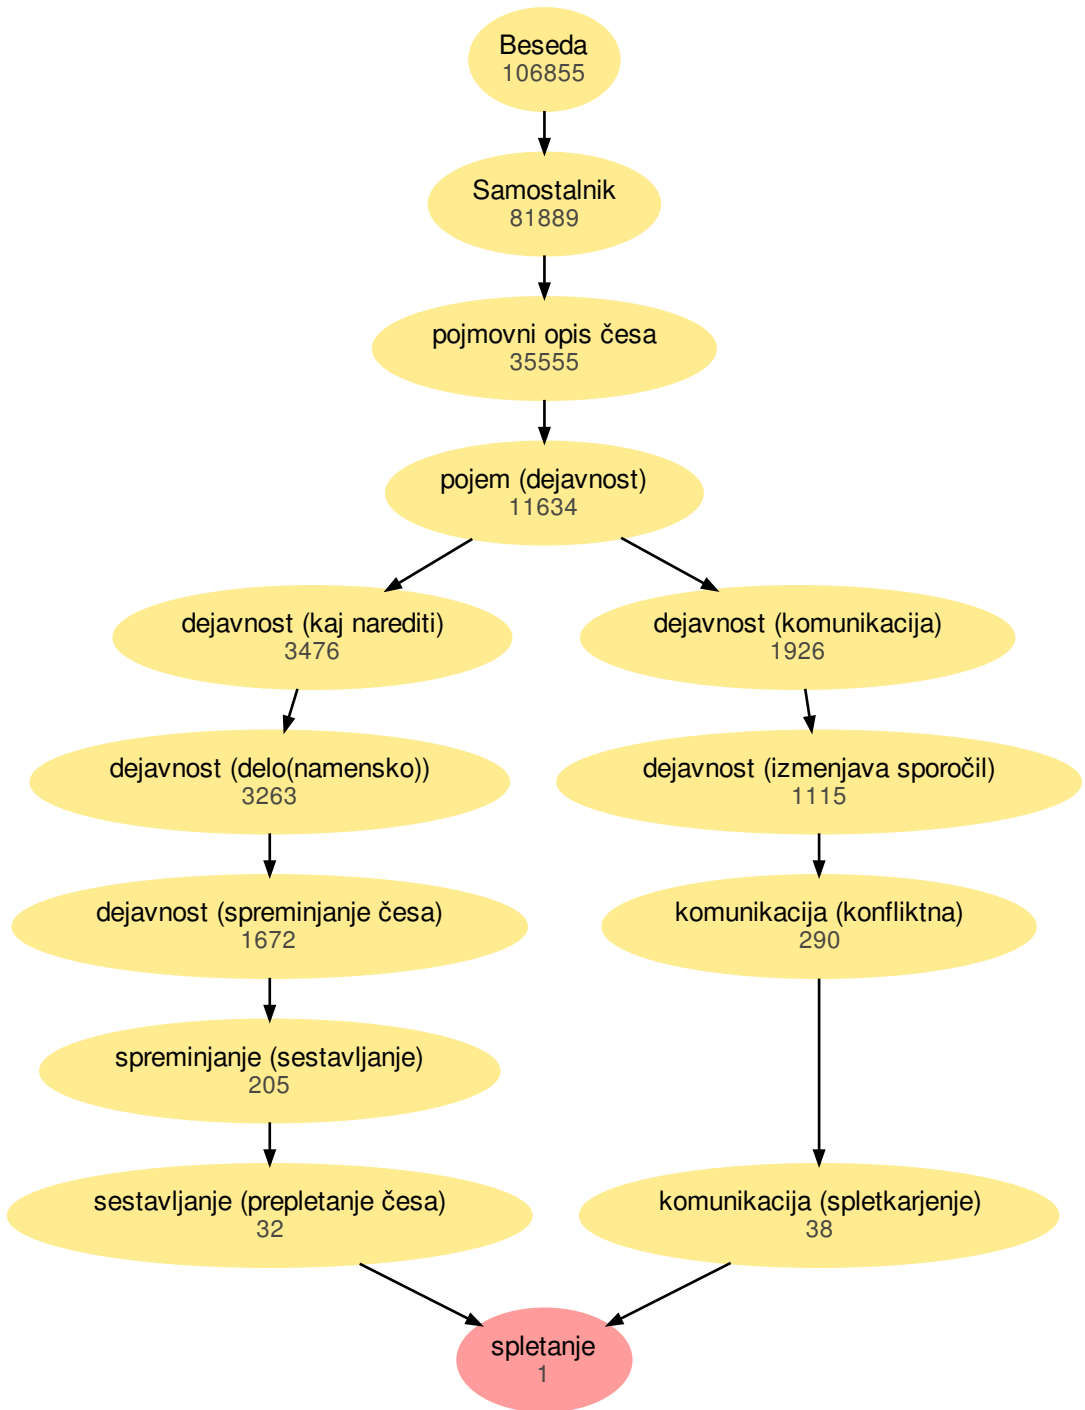 Beseda
106855
Samostalnik
81889
pojmovni opis česa
35555
pojem (dejavnost)
11634
dejavnost (kaj narediti)
3476
dejavnost (komunikacija)
1926
dejavnost (delo(namensko))
3263
dejavnost (izmenjava sporočil)
1115
dejavnost (spreminjanje česa)
1672
komunikacija (konfliktna)
290
spreminjanje (sestavljanje)
205
sestavljanje (prepletanje česa)
32
komunikacija (spletkarjenje)
38
spletanje
1